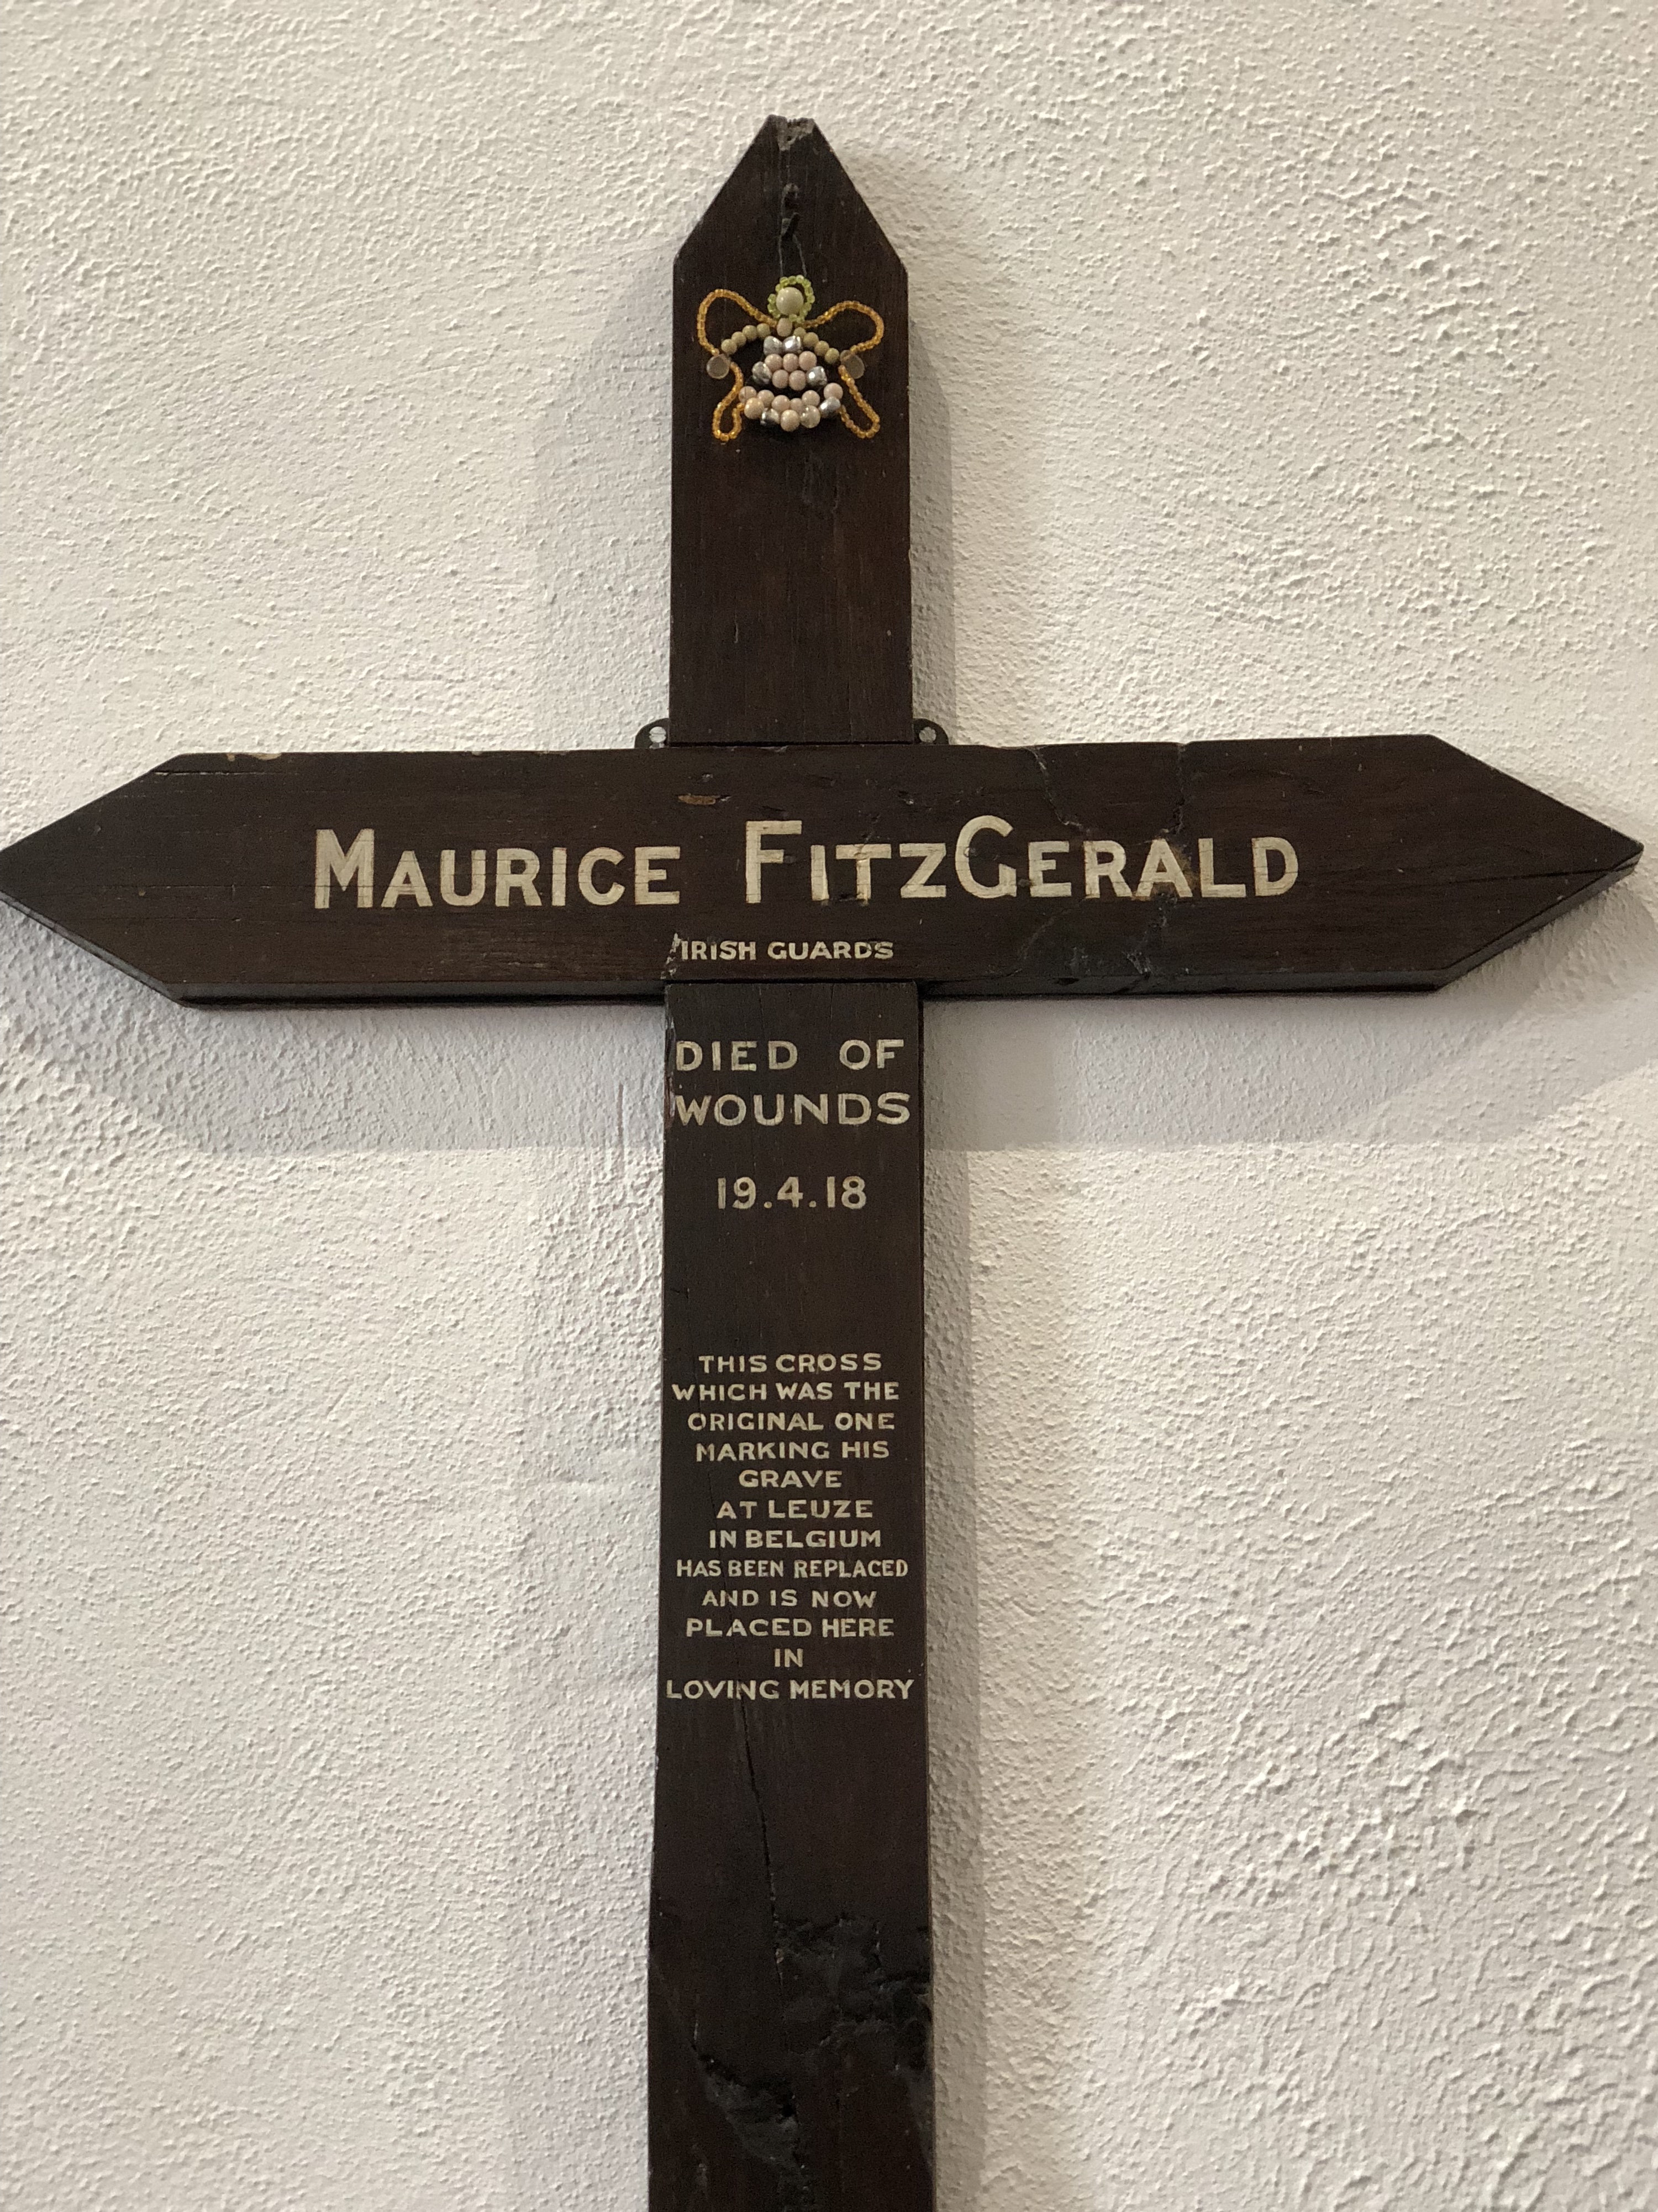 MAURICE FITZGERALD
IRISH GUARDS
DIED OF
WOUNDS
19.4.18
THIS CROSS
WHICH WAS THE
ORIGINAL ONE
MARKING HIS
GRAVE
AT LEUZE
IN BELGIUM
HAS BEEN REPLACED
AND IS NOW
PLACED HERE
IN
LOVING MEMORY